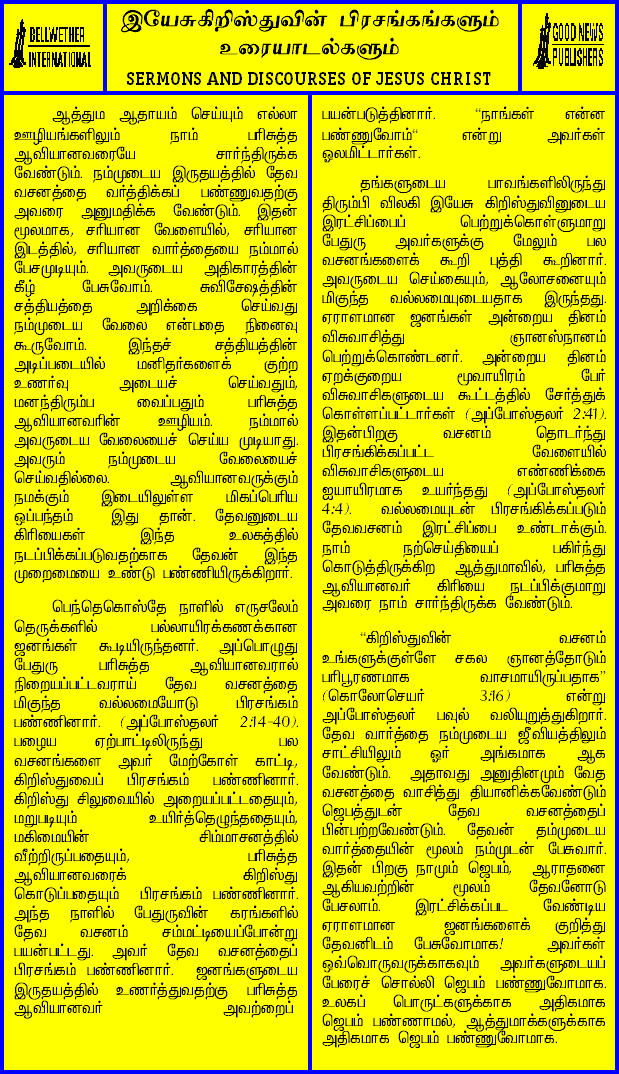 BELLWETHER
INTERNATIONAL
இயேசுகிறிஸ்துவின் பிரசங்கங்களும்
உரையாடல்களும்
SERMONS AND DISCOURSES OF JESUS CHRIST
GOOD NEWS
PUBLISHERS
ஆத்தும ஆதாயம் செய்யும் எல்லா
ஊழியங்களிலும் நாம் பரிசுத்த
ஆவியானவரையே சார்ந்திருக்க
வேண்டும். நம்முடைய இருதயத்தில் தேவ
வசனத்தை வர்த்திக்கப் பண்ணுவதற்கு
அவரை அனுமதிக்க வேண்டும். இதன்
மூலமாக, சரியான வேளையில், சரியான
இடத்தில், சரியான வார்த்தையை நம்மால்
பேசமுடியும். அவருடைய அதிகாரத்தின்
கீழ் பேசுவோம். சுவிசேஷத்தின்
சத்தியத்தை அறிக்கை செய்வது
நம்முடைய வேலை என்பதை நினைவு
கூருவோம். இந்தச் சத்தியத்தின்
அடிப்படையில் மனிதர்களைக் குற்ற
உணர்வு அடையச் செய்வதும்,
மனந்திரும்ப வைப்பதும் பரிசுத்த
ஆவியானவரின் ஊழியம். நம்மால்
அவருடைய வேலையைச் செய்ய முடியாது.
அவரும் நம்முடைய வேலையைச்
செய்வதில்லை. ஆவியானவருக்கும்
நமக்கும் இடையிலுள்ள மிகப்பெரிய
ஒப்பந்தம் இது தான். தேவனுடைய
கிரியைகள் இந்த உலகத்தில்
நடப்பிக்கப்படுவதற்காக தேவன் இந்த
முறைமையை உண்டு பண்ணியிருக்கிறார்.
பெந்தெகொஸ்தே நாளில் எருசலேம்
தெருக்களில் பல்லாயிரக்கணக்கான
ஜனங்கள் கூடியிருந்தனர். அப்பொழுது
பேதுரு பரிசுத்த ஆவியானவரால்
நிறையப்பட்டவராய் தேவ வசனத்தை
மிகுந்த வல்லமையோடு பிரசங்கம்
பண்ணினார். (அப்போஸ்தலர் 2:14-40).
பழைய ஏற்பாட்டிலிருந்து பல
வசனங்களை அவர் மேற்கோள் காட்டி,
கிறிஸ்துவைப் பிரசங்கம் பண்ணினார்.
கிறிஸ்து சிலுவையில் அறையப்பட்டதையும்,
மறுபடியும் உயிர்த்தெழுந்ததையும்,
மகிமையின் சிம்மாசனத்தில்
வீற்றிருப்பதையும், பரிசுத்த
ஆவியானவரைக் கிறிஸ்து
கொடுப்பதையும் பிரசங்கம் பண்ணினார்.
அந்த நாளில் பேதுருவின் கரங்களில்
தேவ வசனம் சம்மட்டியைப்போன்று
பயன்பட்டது. அவர் தேவ வசனத்தைப்
பிரசங்கம் பண்ணினார். ஜனங்களுடைய
இருதயத்தில் உணர்த்துவதற்கு பரிசுத்த
ஆவியானவர் அவற்றைப்
பயன்படுத்தினார். “நாங்கள் என்ன
பண்ணுவோம்“ என்று அவர்கள்
ஓலமிட்டார்கள்.
தங்களுடைய பாவங்களிலிருந்து
திரும்பி விலகி இயேசு கிறிஸ்துவினுடைய
இரட்சிப்பைப் பெற்றுக்கொள்ளுமாறு
பேதுரு அவர்களுக்கு மேலும் பல
வசனங்களைக் கூறி புத்தி கூறினார்.
அவருடைய செய்கையும், ஆலோசனையும்
மிகுந்த வல்லமையுடையதாக இருந்தது.
ஏராளமான ஜனங்கள் அன்றைய தினம்
விசுவாசித்து ஞானஸ்நானம்
பெற்றுக்கொண்டனர். அன்றைய தினம்
ஏறக்குறைய மூவாயிரம் பேர்
விசுவாசிகளுடைய கூட்டத்தில் சேர்த்துக்
கொள்ளப்பட்டார்கள் (அப்போஸ்தலர் 2:41).
இதன்பிறகு வசனம் தொடர்ந்து
பிரசங்கிக்கப்பட்ட வேளையில்
விசுவாசிகளுடைய எண்ணிக்கை
ஐயாயிரமாக உயர்ந்தது (அப்போஸ்தலர்
4:4). வல்லமையுடன் பிரசங்கிக்கப்படும்
தேவவசனம் இரட்சிப்பை உண்டாக்கும்.
நாம் நற்செய்தியைப் பகிர்ந்து
கொடுத்திருக்கிற ஆத்துமாவில், பரிசுத்த
ஆவியானவர் கிரியை நடப்பிக்குமாறு
அவரை நாம் சார்ந்திருக்க வேண்டும்.
“கிறிஸ்துவின் வசனம்
உங்களுக்குள்ளே சகல ஞானத்தோடும்
பரிபூரணமாக வாசமாயிருப்பதாக”
(கொலோசெயர் 3:16) என்று
அப்போஸ்தலர் பவுல் வலியுறுத்துகிறார்.
தேவ வார்த்தை நம்முடைய ஜீவியத்திலும்
சாட்சியிலும் ஓர் அங்கமாக ஆக
வேண்டும். அதாவது அனுதினமும் வேத
வசனத்தை வாசித்து தியானிக்கவேண்டும்
ஜெபத்துடன் தேவ வசனத்தைப்
பின்பற்றவேண்டும். தேவன் தம்முடைய
வார்த்தையின் மூலம் நம்முடன் பேசுவார்.
இதன் பிறகு நாமும் ஜெபம், ஆராதனை
ஆகியவற்றின் மூலம் தேவனோடு
பேசலாம். இரட்சிக்கப்பட வேண்டிய
ஏராளமான ஜனங்களைக் குறித்து
தேவனிடம் பேசுவோமாக! அவர்கள்
ஒவ்வொருவருக்காகவும் அவர்களுடையப்
பேரைச் சொல்லி ஜெபம் பண்ணுவோமாக.
உலகப் பொருட்களுக்காக அதிகமாக
ஜெபம் பண்ணாமல், ஆத்துமாக்களுக்காக
அதிகமாக ஜெபம் பண்ணுவோமாக.